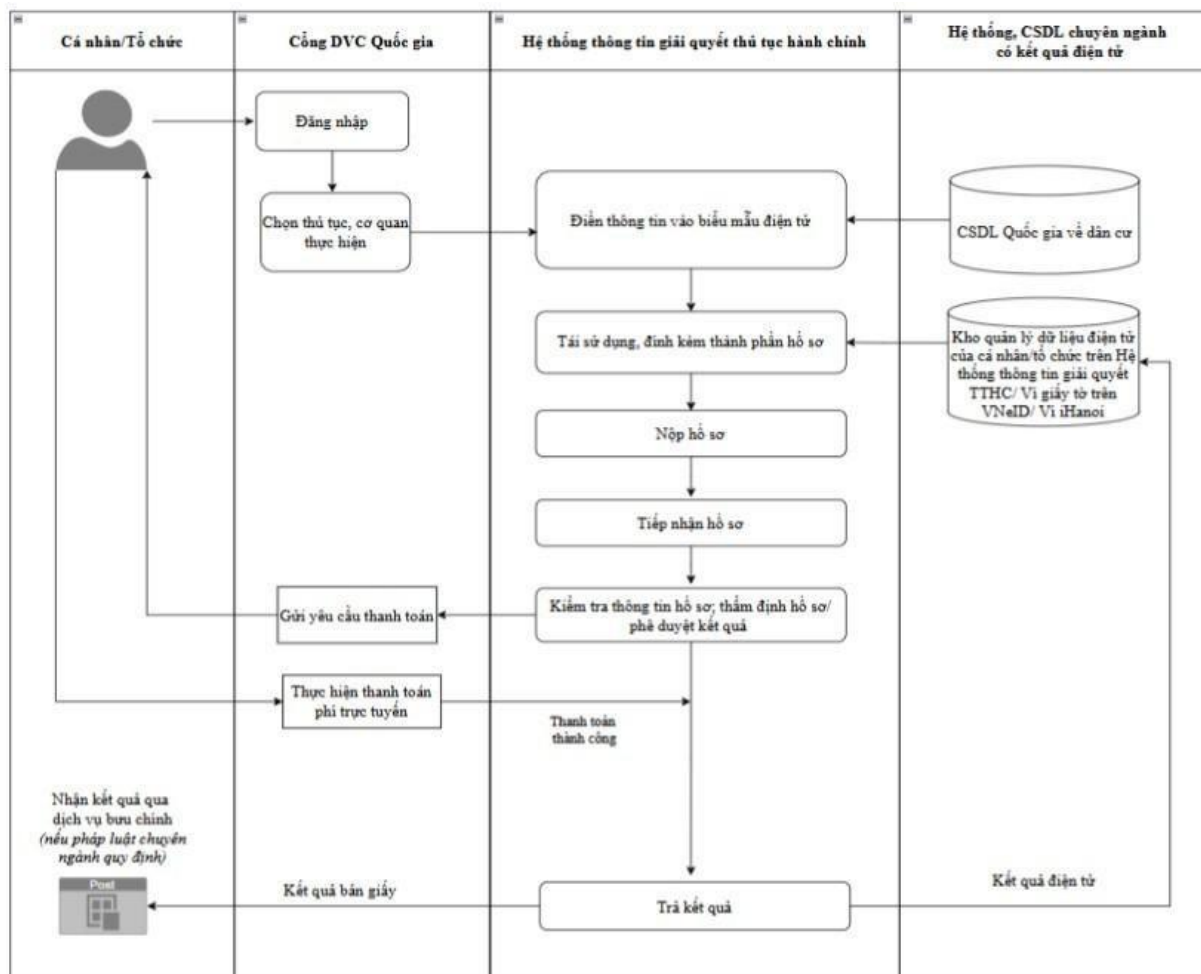 Cá nhân/Tổ chức
Cổng DVC Quốc gia
Hệ thống thông tin giải quyết thủ tục hành chính
Hệ thống, CSDL chuyên ngành
có kết quả điện tử
Đăng nhập
Chọn thủ tục, cơ quan
thực hiện
Điền thông tin vào biểu mẫu điện tử
CSDL Quốc gia về dân cư
Tái sử dụng, đính kèm thành phần hồ sơ
Kho quản lý dữ liệu điện tử
của cá nhân/tổ chức trên Hệ
thống thông tin giải quyết
TTHC/ Ví giấy tờ trên
VNeID/ Ví iHanoi
Nộp hồ sơ
Tiếp nhận hồ sơ
Kiểm tra thông tin hồ sơ; thẩm định hồ sơ/
phê duyệt kết quả
Gửi yêu cầu thanh toán
Thực hiện thanh toán
phí trực tuyến
Thanh toán
thành công
Nhận kết quả qua
dịch vụ bưu chính
(nếu pháp luật chuyên
ngành quy định)
Post
Kết quả bản giấy
Trả kết quả
Kết quả điện tử